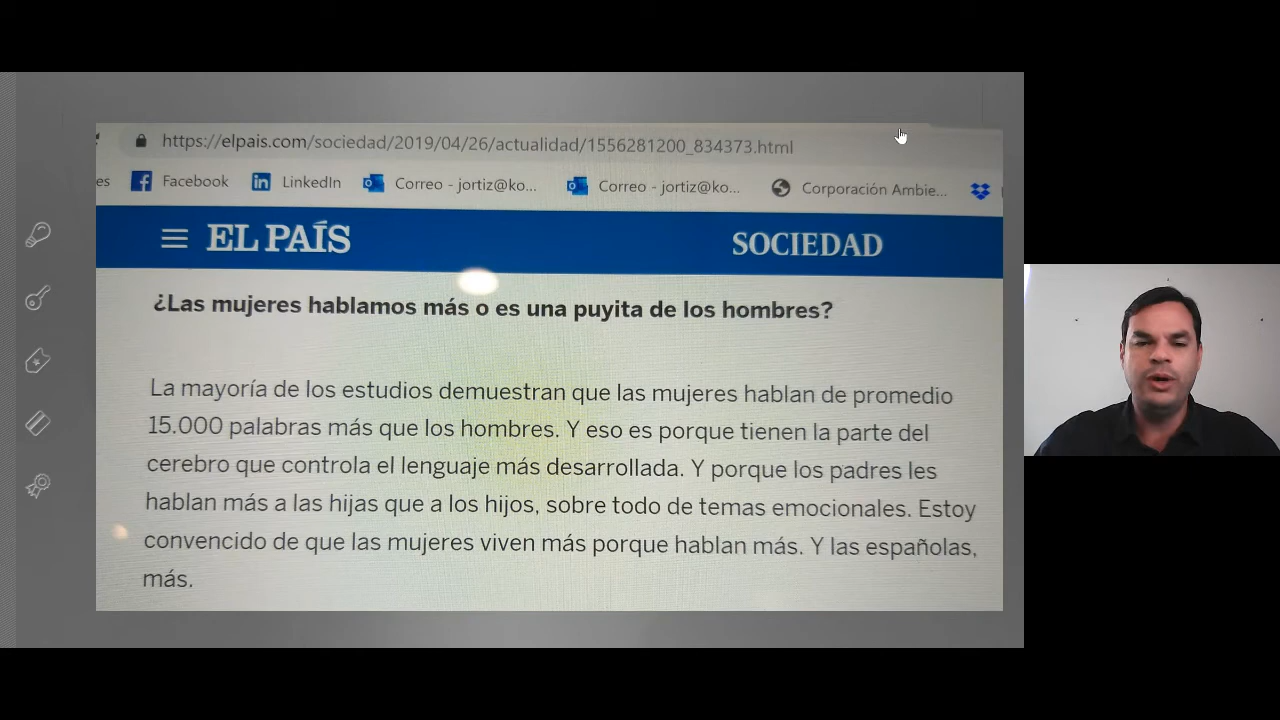 https://elpais.com/sociedad/2019/04/26/actualidad/1556281200_834373.html
es Facebook LinkedIn Correo - jortiz@ko... Correo - jortiz@ko... Corporación Ambie...
EL PAÍS SOCIEDAD
¿Las mujeres hablamos más o es una puyita de los hombres?
La mayoría de los estudios demuestran que las mujeres hablan de promedio
15.000 palabras más que los hombres. Y eso es porque tienen la parte del
cerebro que controla el lenguaje más desarrollada. Y porque los padres les
hablan más a las hijas que a los hijos, sobre todo de temas emocionales. Estoy
convencido de que las mujeres viven más porque hablan más. Y las españolas,
más.